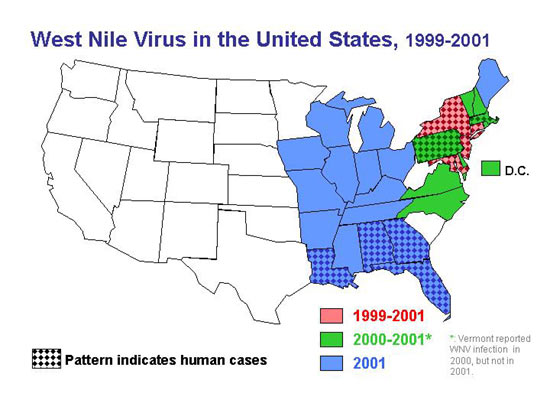 West Nile Virus in the United States, 1999-2001
D.C.
1999-2001
2000-2001*
2001
*: Vermont reported
WNV infection in
2000, but not in
2001.
Pattern indicates human cases